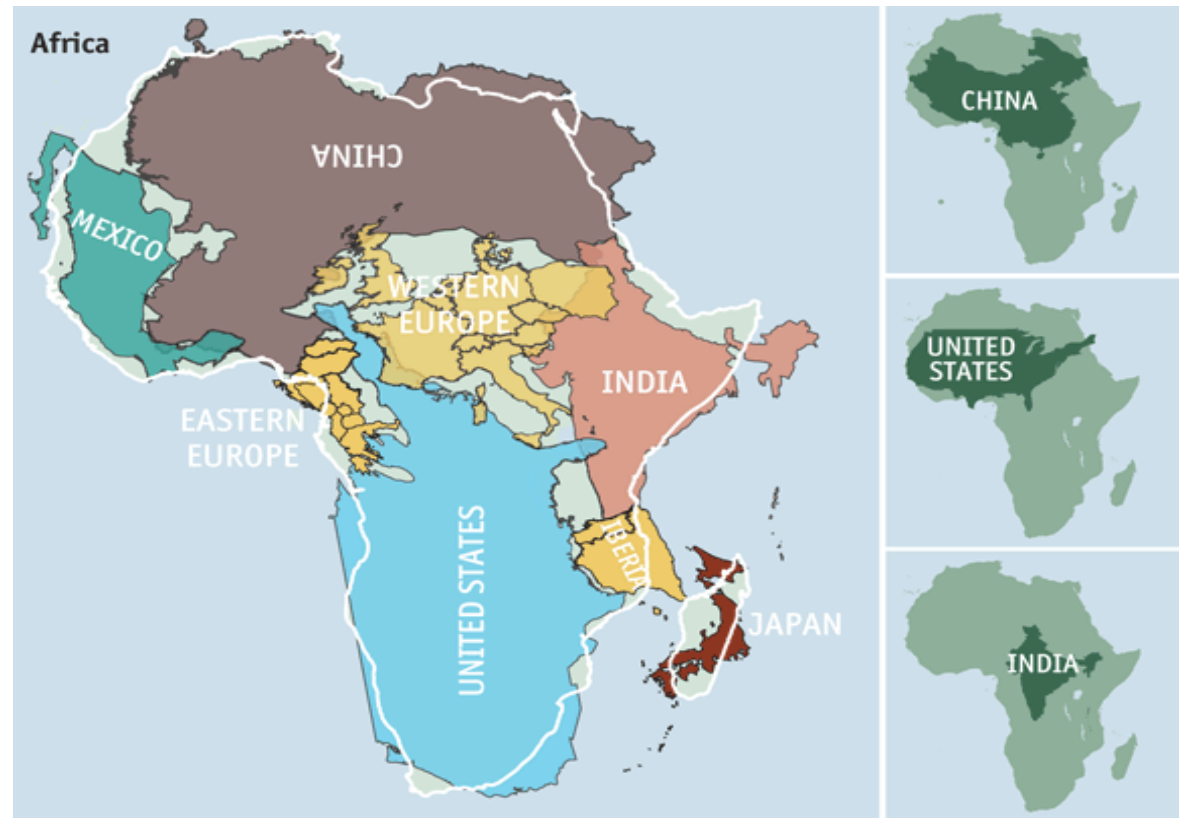 Africa
CHINA
MEXICO
WESTERN
EUROPE
INDIA
EASTERN
EUROPE
UNITED STATES
IBERIA
JAPAN
CHINA
UNITED
STATES
INDIA